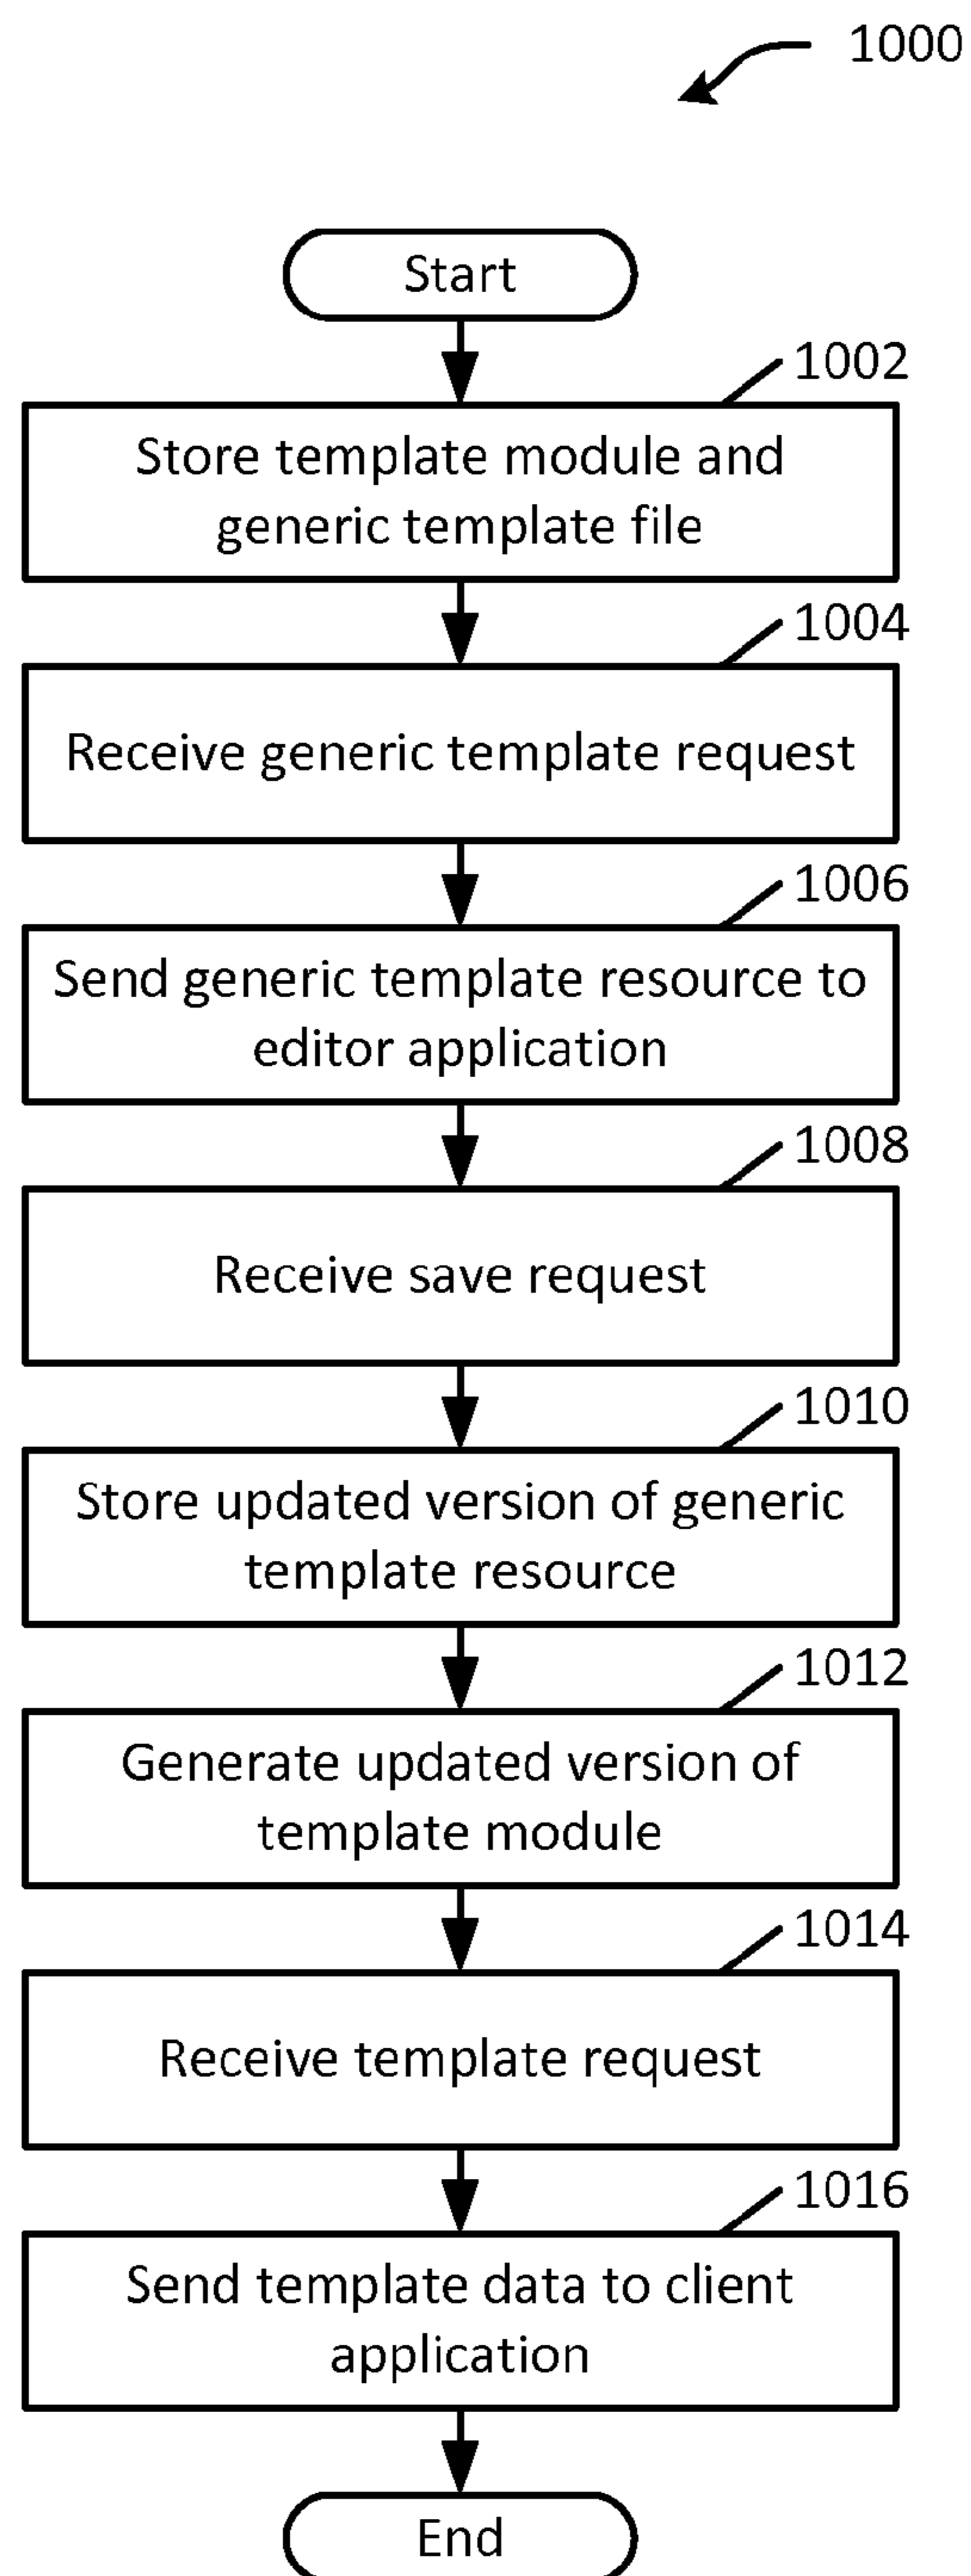 1000
Start
1002
Store template module and
generic template file
1004
Receive generic template request
1006
Send generic template resource to
editor application
1008
Receive save request
1010
Store updated version of generic
template resource
1012
Generate updated version of
template module
1014
Receive template request
1016
Send template data to client
application
End